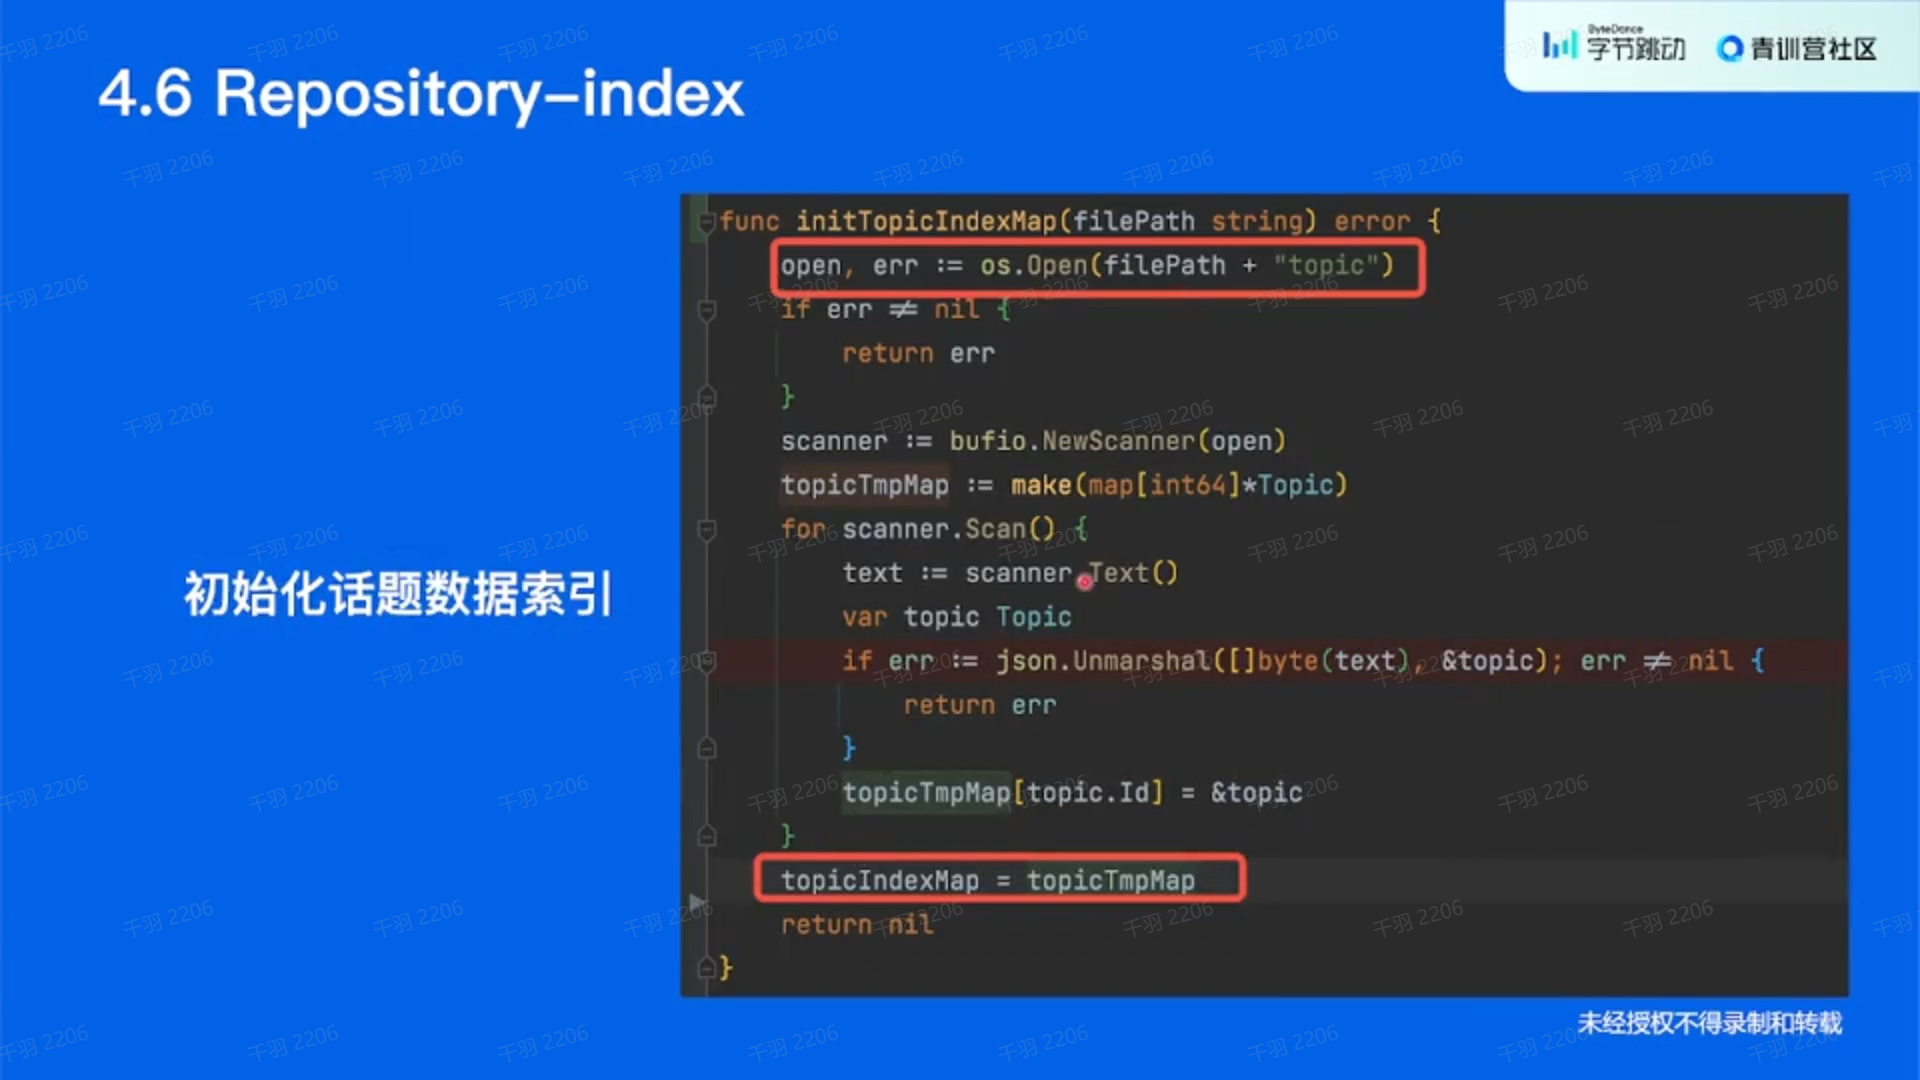 ByteDance
字节跳动 青训营社区
4.6 Repository-index
初始化话题数据索引
func initTopicIndexMap(filePath string) error {
open, err := os.Open(filePath + "topic")
if err != nil {
return err
}
scanner := bufio.NewScanner(open)
topicTmpMap := make(map[int64]*Topic)
for scanner.Scan() {
text := scanner.Text()
var topic Topic
if err := json.Unmarshal([]byte(text), &topic); err != nil {
return err
}
topicTmpMap[topic.Id] = &topic
}
topicIndexMap = topicTmpMap
return nil
}
未经授权不得录制和转载
千羽 2206